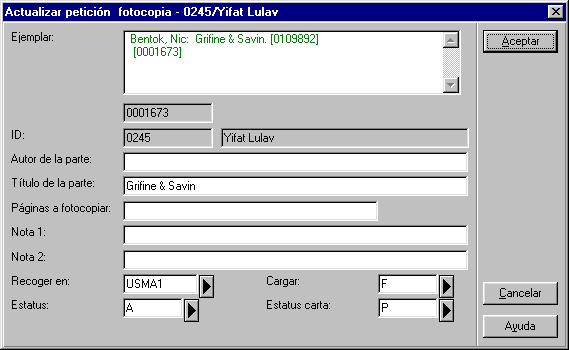 Actualizar petición fotocopia - 0245/Yifat Lulav
Ejemplar:
Bentok, Nic: Grifine & Savin. [0109892]
[0001673]
Aceptar
0001673
ID: 0245 Yifat Lulav
Autor de la parte:
Título de la parte: Grifine & Savin
Páginas a fotocopiar:
Nota 1:
Nota 2:
Recoger en: USMA1 Cargar: F
Estatus: A Estatus carta: P
Cancelar
Ayuda